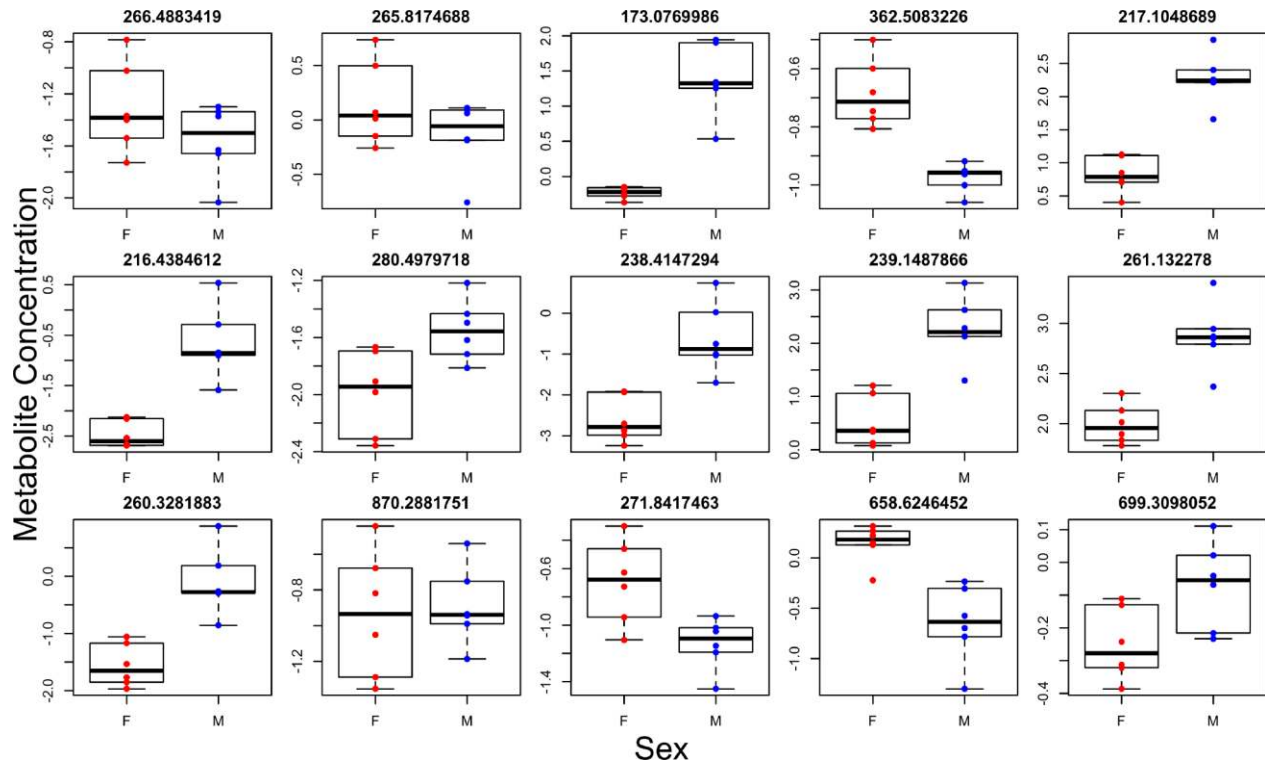 266.4883419 265.8174688 173.0769986 362.5083226 217.1048689
-0.8 -1.2 -1.6 -2.0
0.5 0.0 -0.5
2.0 1.5 1.0 0.5 0.0
-0.6 -0.8 -1.0
2.5 2.0 1.5 1.0 0.5
F M F M F M F M F M
Metabolite Concentration
216.4384612 280.4979718 238.4147294 239.1487866 261.132278
0.5 -0.5 -1.5 -2.5
-1.2 -1.6 -2.0 -2.4
0 -1 -2 -3
3.0 2.0 1.0 0.0
3.0 2.5 2.0
F M F M F M F M F M
260.3281883 870.2881751 271.8417463 658.6246452 699.3098052
0.0 -1.0 -2.0
-0.8 -1.2
-0.6 -1.0 -1.4
0.0 -0.5 -1.0
0.1 0.0 -0.2 -0.4
F M F M F M F M F M
Sex